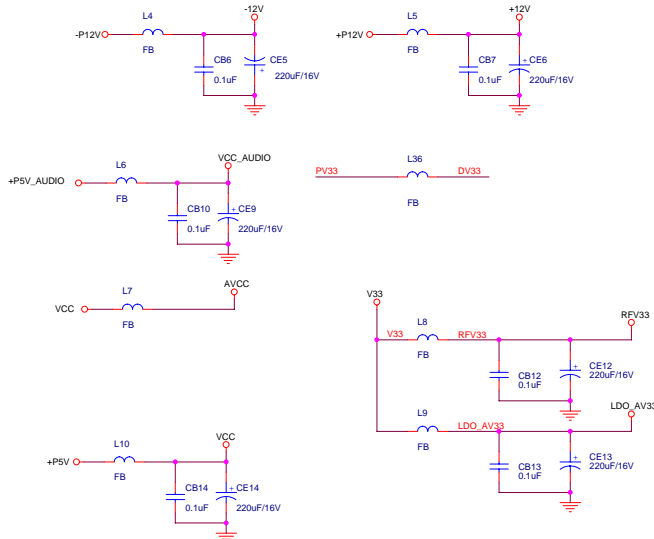 L4
-12V
-P12V
FB
CB6
0.1uF
CE5
+
220uF/16V
L5
+12V
+P12V
FB
CB7
0.1uF
+
CE6
220uF/16V
L6
VCC_AUDIO
+P5V_AUDIO
FB
CB10
0.1uF
+
CE9
220uF/16V
L36
PV33
DV33
FB
L7
AVCC
VCC
FB
V33
L8
RFV33
V33
RFV33
FB
CB12
0.1uF
+
CE12
220uF/16V
L9
LDO_AV33
LDO_AV33
FB
CB13
0.1uF
+
CE13
220uF/16V
L10
VCC
+P5V
FB
CB14
0.1uF
+
CE14
220uF/16V